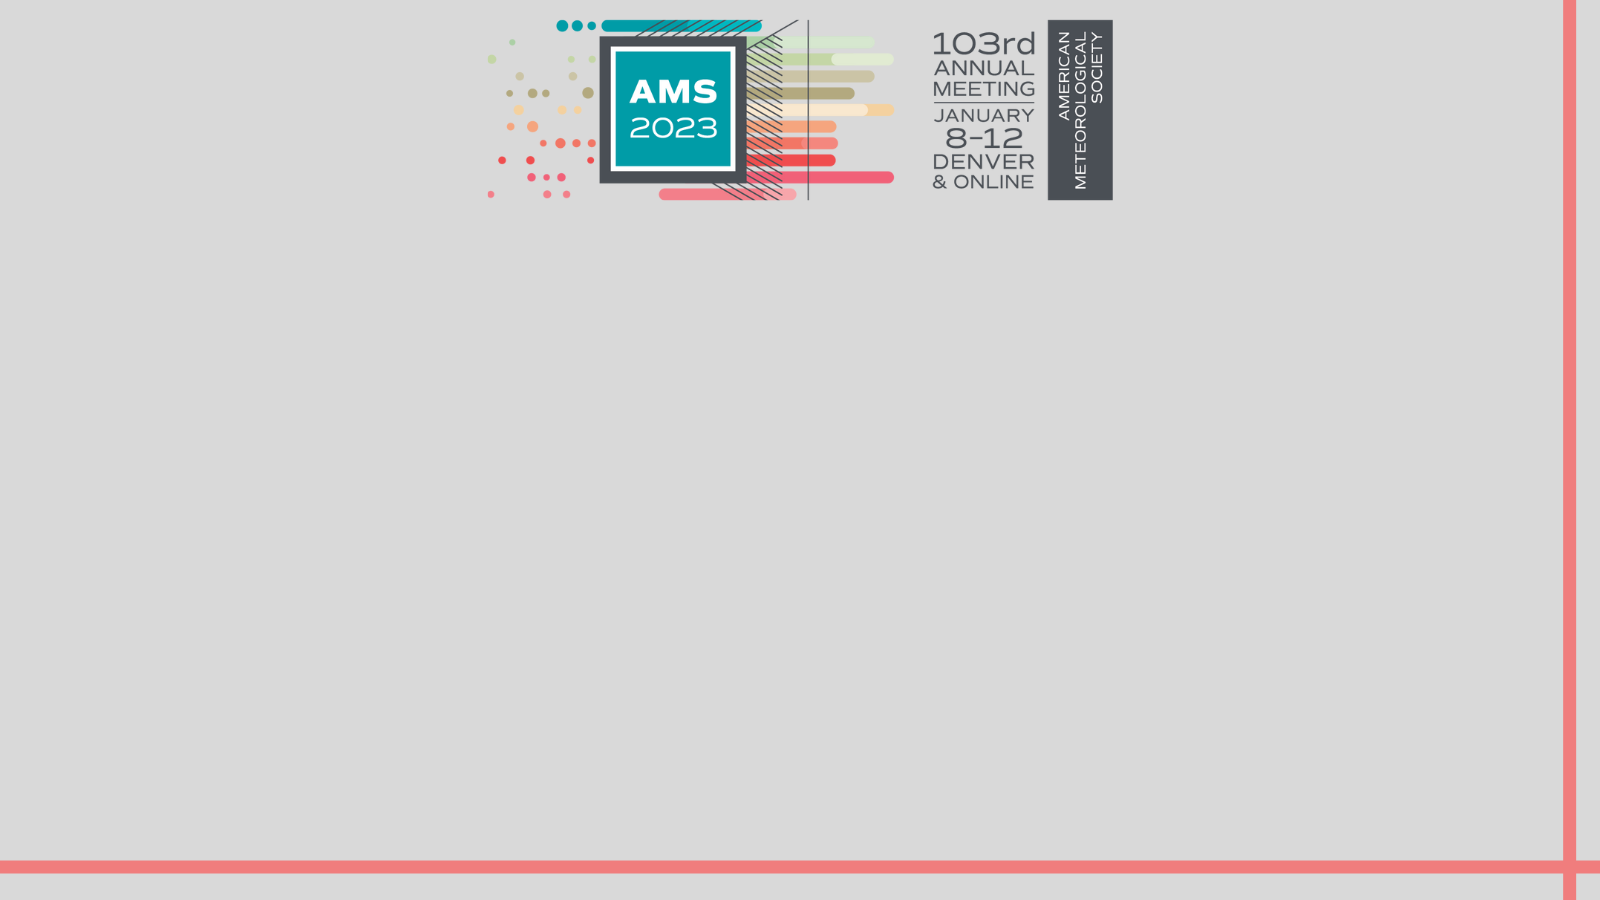 AMS
2023
103rd
ANNUAL
MEETING
JANUARY
8-12
DENVER
& ONLINE
AMERICAN
METEOROLOGICAL
SOCIETY